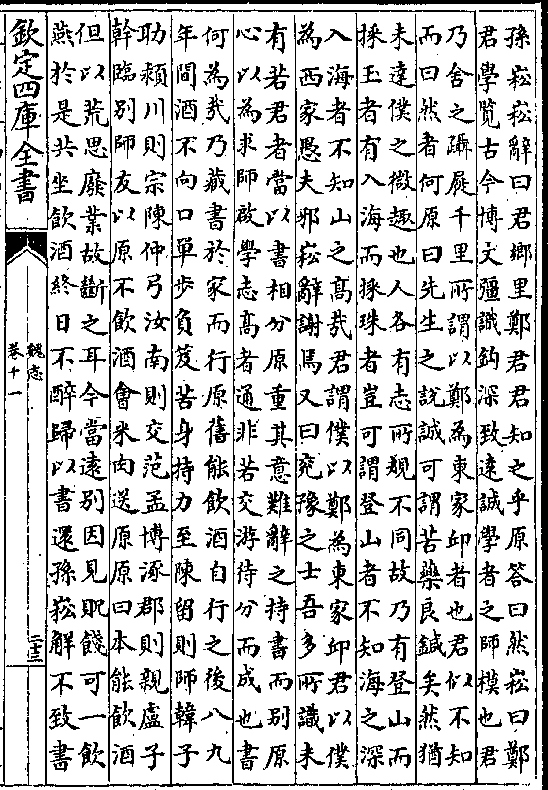 孫崧崧辭曰君鄉里鄭君君知之乎原答曰然崧曰鄭
君學覽古今博文彊識鈎深致遠誠學者之師模也君
乃舍之躡屣千里所謂以鄭為東家邱者也君似不知
而曰然者何原曰先生之說誠可謂苦藥良鍼矣然猶
未達僕之微趣也人各有志所規不同故乃有登山而
採玉者有入海而採珠者豈可謂登山者不知海之深
入海者不知山之高哉君謂僕以鄭為東家邱君以僕
為西家愚夫邪崧辭謝焉又曰兖豫之士吾多所識未
有若君者當以書相分原重其意難辭之持書而別原
心以為求師啟學志高者通非若交游待分而成也書
何為哉乃藏書於家而行原舊能飲酒自行之後八九
年間酒不向口單步負笈苦身持力至陳留則師韓子
助潁川則宗陳仲弓汝南則交范孟博涿郡則親盧子
幹臨別師友以原不飲酒會米肉送原原曰本能飲酒
但以荒思廢業故斷之耳今當遠別因見貺餞可一飲
燕於是共坐飲酒終日不醉歸以書還孫崧解不致書
欽定四庫全書
魏志
卷十一
二十三